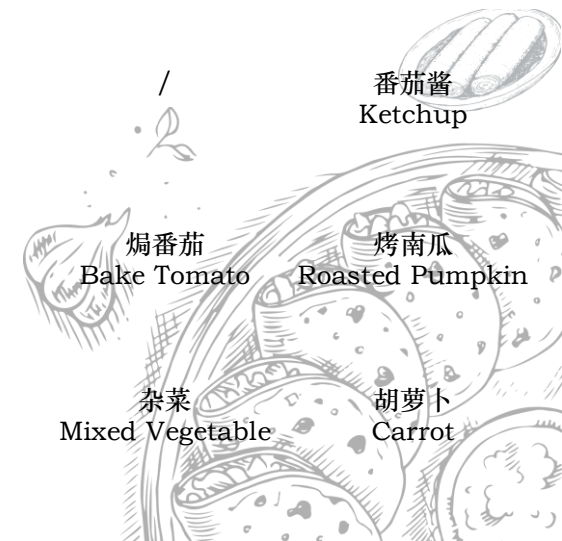 /
番茄酱
Ketchup
焗番茄
Bake Tomato
烤南瓜
Roasted Pumpkin
杂菜
Mixed Vegetable
胡萝卜
Carrot